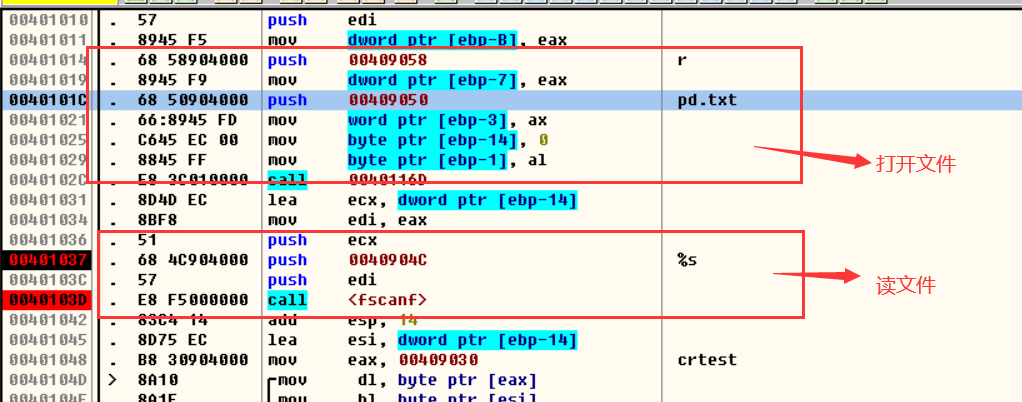 00401010 . 57 push edi
00401011 . 8945 F5 mov dword ptr [ebp-B], eax
00401014 . 68 58904000 push 00409058 r
00401019 . 8945 F9 mov dword ptr [ebp-7], eax
0040101C . 68 50904000 push 00409050 pd.txt
00401021 . 66:8945 FD mov word ptr [ebp-3], ax
00401025 . C645 EC 00 mov byte ptr [ebp-14], 0
00401029 . 8845 FF mov byte ptr [ebp-1], al
打开文件
0040102C . E8 3C010000 call 0040116D
00401031 . 8D4D EC lea ecx, dword ptr [ebp-14]
00401034 . 8BF8 mov edi, eax
00401036 . 51 push ecx
00401037 . 68 4C904000 push 0040904C %s
0040103C . 57 push edi
读文件
0040103D . E8 F5000000 call <fscanf>
00401042 . 83C4 14 add esp, 14
00401045 . 8D75 EC lea esi, dword ptr [ebp-14]
00401048 . B8 30904000 mov eax, 00409030 crtest
0040104D > 8A10 mov dl, byte ptr [eax]
0040104F . 8A1E mov bl, byte ptr [esi]